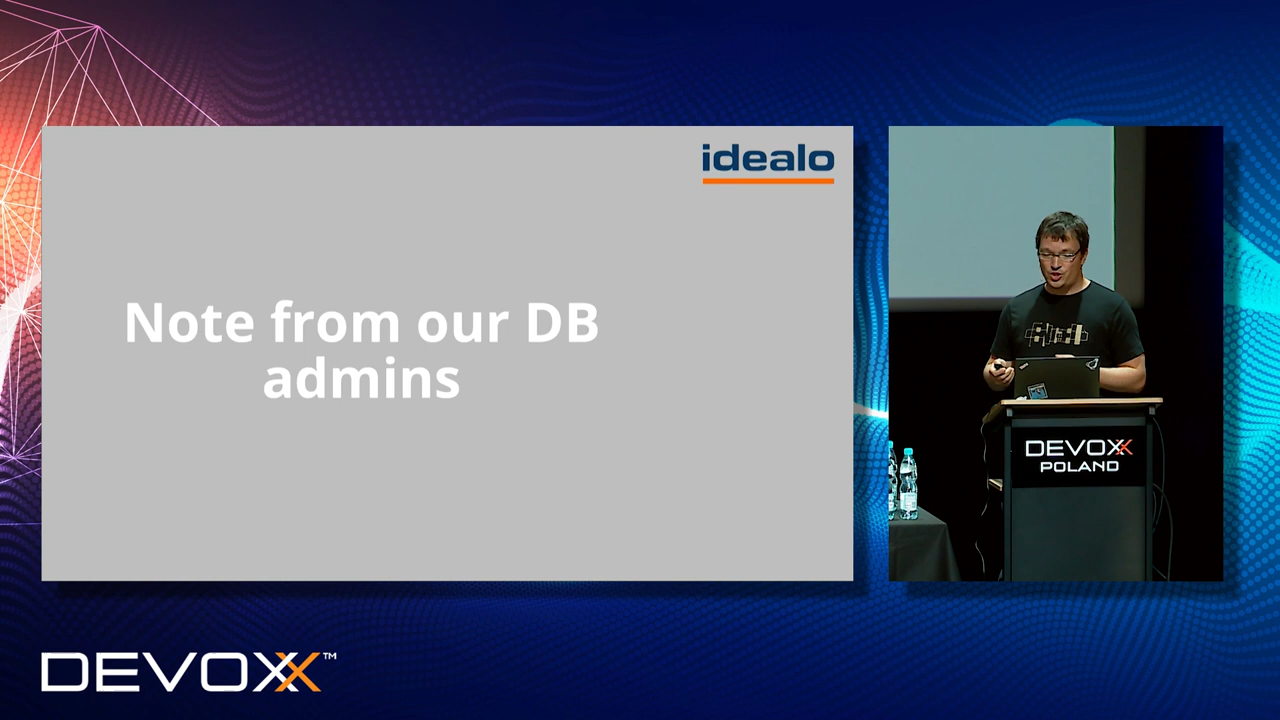 idealo
Note from our DB
admins
DEVOXX
POLAND
DEVOXX™